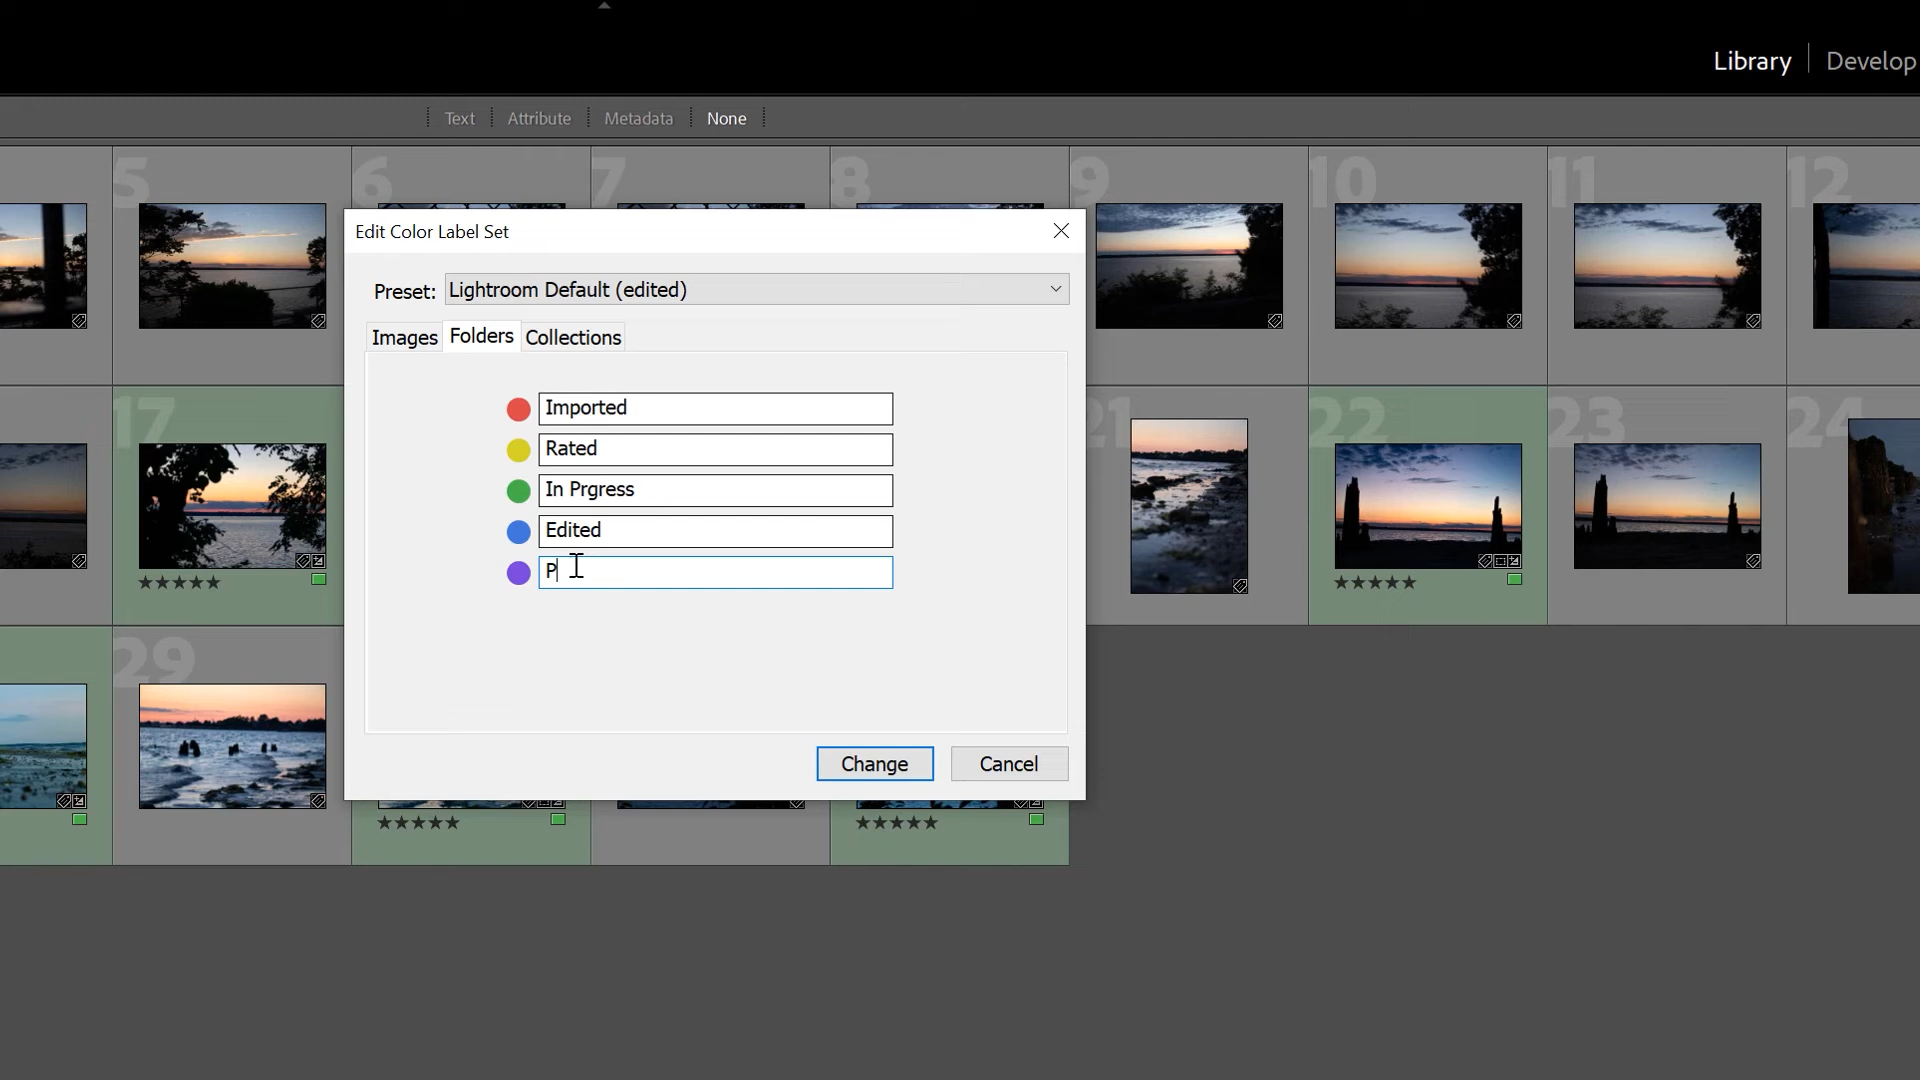 Library
Develop
Text
Attribute
Metadata
None
5
6
7
8
9
10
11
12
Edit Color Label Set
Preset:
Lightroom Default (edited)
Images
Folders
Collections
Imported
Rated
In Prgress
Edited
P
17
21
22
23
24
29
Change
Cancel